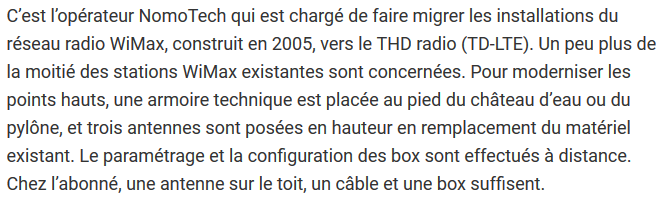 C’est l’opérateur NomoTech qui est chargé de faire migrer les installations du
réseau radio WiMax, construit en 2005, vers le THD radio (TD-LTE). Un peu plus de
la moitié des stations WiMax existantes sont concernées. Pour moderniser les
points hauts, une armoire technique est placée au pied du château d’eau ou du
pylône, et trois antennes sont posées en hauteur en remplacement du matériel
existant. Le paramétrage et la configuration des box sont effectués à distance.
Chez l’abonné, une antenne sur le toit, un câble et une box suffisent.